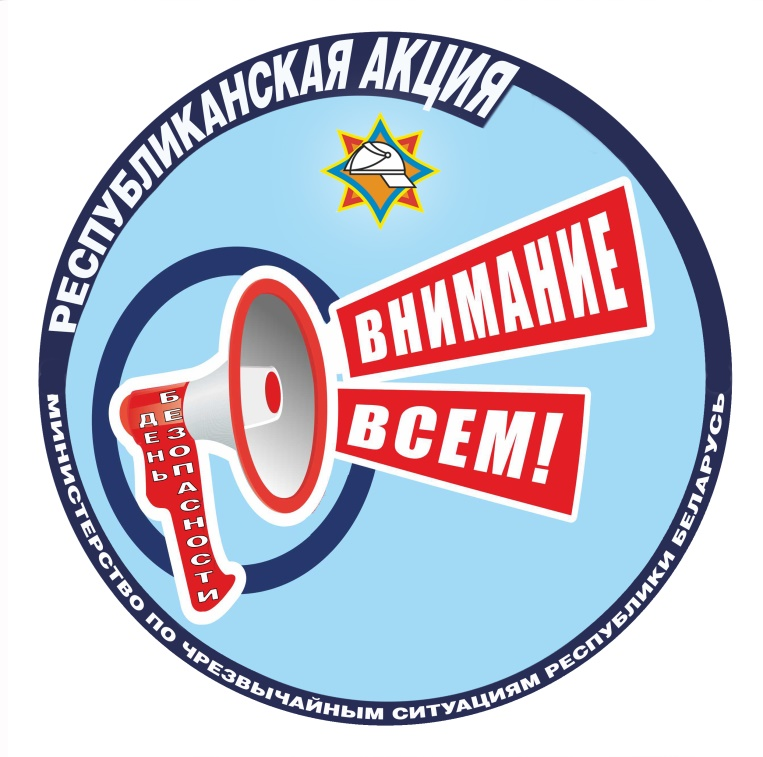 РЕСПУБЛИКАНСКАЯ АКЦИЯ
ВНИМАНИЕ
ВСЕМ!
ДЕНЬ
БЕЗОПАСНОСТИ
МИНИСТЕРСТВО ПО ЧРЕЗВЫЧАЙНЫМ СИТУАЦИЯМ РЕСПУБЛИКИ БЕЛАРУСЬ